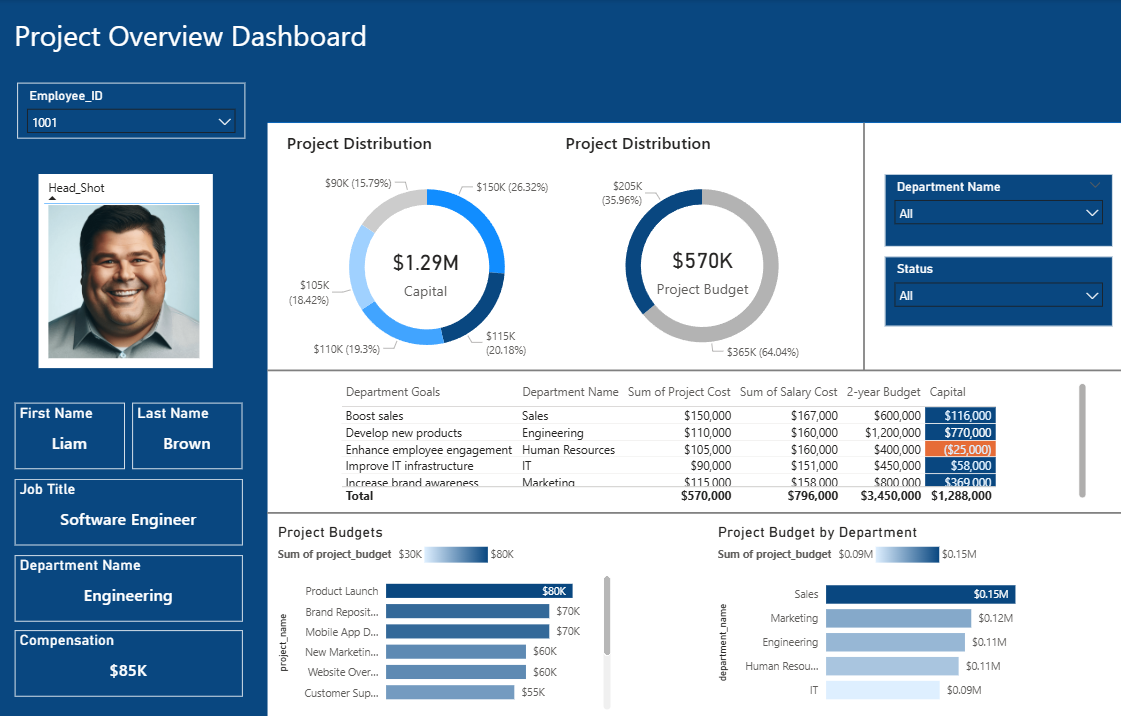 Project Overview Dashboard
Employee_ID
1001
Head_Shot
First Name
Liam
Last Name
Brown
Job Title
Software Engineer
Department Name
Engineering
Compensation
$85K
Project Distribution
$90K (15.79%)
$150K (26.32%)
$1.29M
Capital
$105K
(18.42%)
$110K (19.3%)
$115K
(20.18%)
Project Distribution
$205K
(35.96%)
$570K
Project Budget
$365K (64.04%)
Department Name
All
Status
All
Department Goals Department Name Sum of Project Cost Sum of Salary Cost 2-year Budget Capital
Boost sales Sales $150,000 $167,000 $600,000 $116,000
Develop new products Engineering $110,000 $160,000 $1,200,000 $770,000
Enhance employee engagement Human Resources $105,000 $160,000 $400,000 ($25,000)
Improve IT infrastructure IT $90,000 $151,000 $450,000 $58,000
Increase brand awareness Marketing $115,000 $158,000 $800,000 $369,000
Total $570,000 $796,000 $3,450,000 $1,288,000
Project Budgets
Sum of project_budget $30K $80K
project_name
Product Launch $80K
Brand Reposit... $70K
Mobile App D... $70K
New Marketin... $60K
Website Over... $60K
Customer Sup... $55K
Project Budget by Department
Sum of project_budget $0.09M $0.15M
department_name
Sales $0.15M
Marketing $0.12M
Engineering $0.11M
Human Resou... $0.11M
IT $0.09M